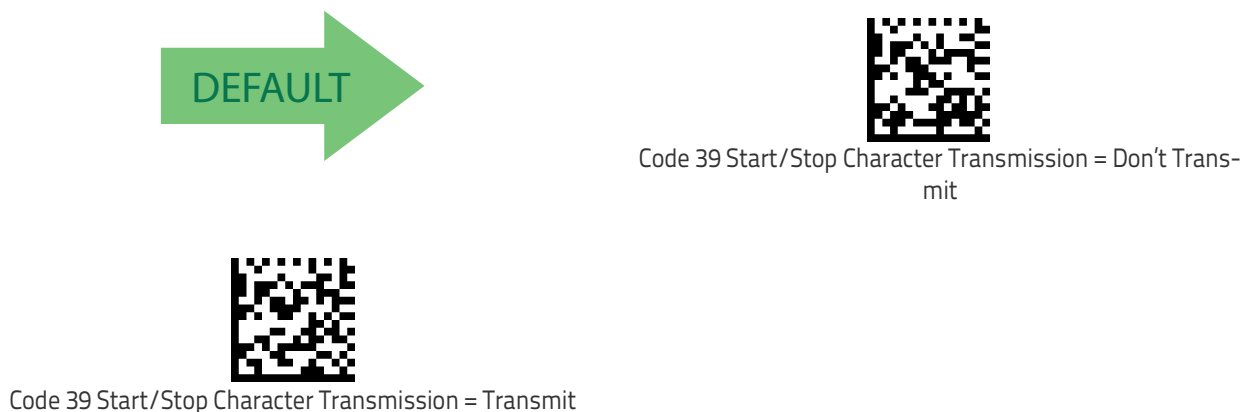 DEFAULT
Code 39 Start/Stop Character Transmission = Don’t Trans-
mit
Code 39 Start/Stop Character Transmission = Transmit